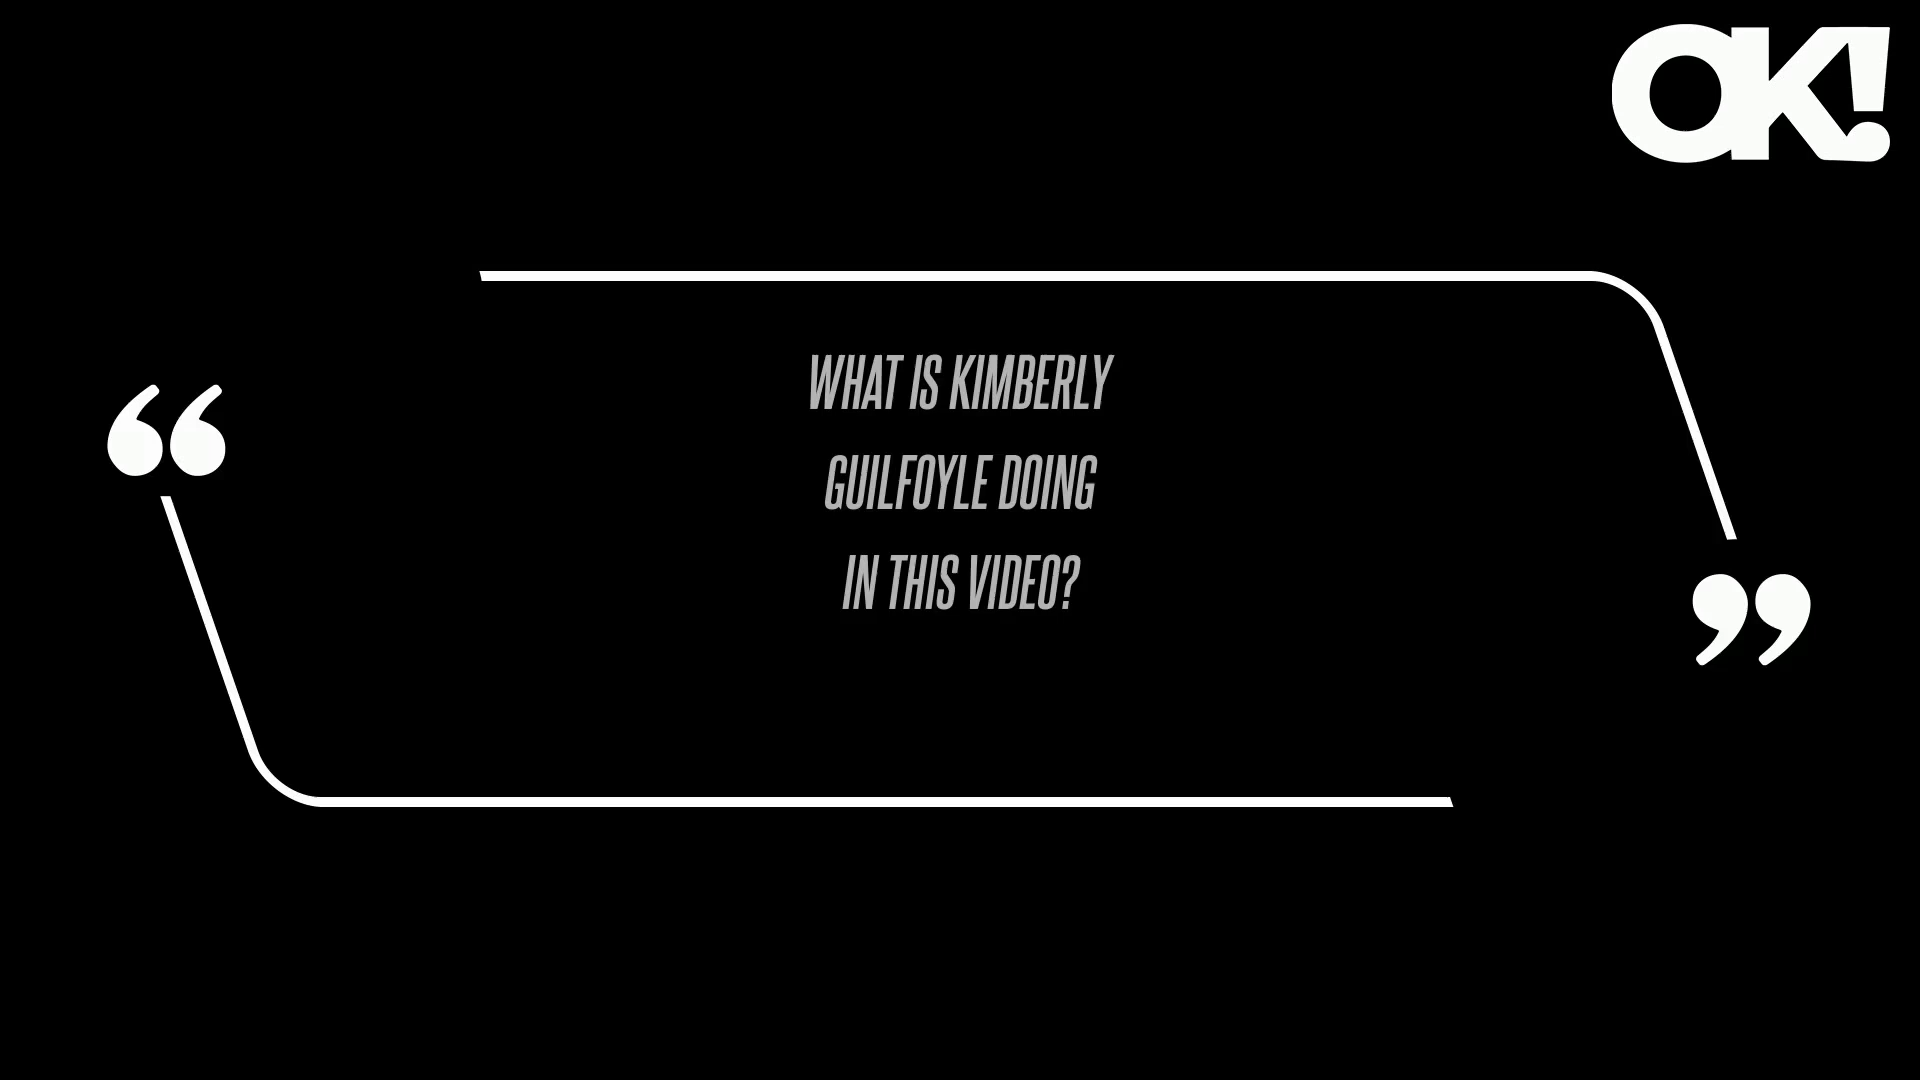 OK!
“
WHAT IS KIMBERLY
GUILFOYLE DOING
IN THIS VIDEO?
”